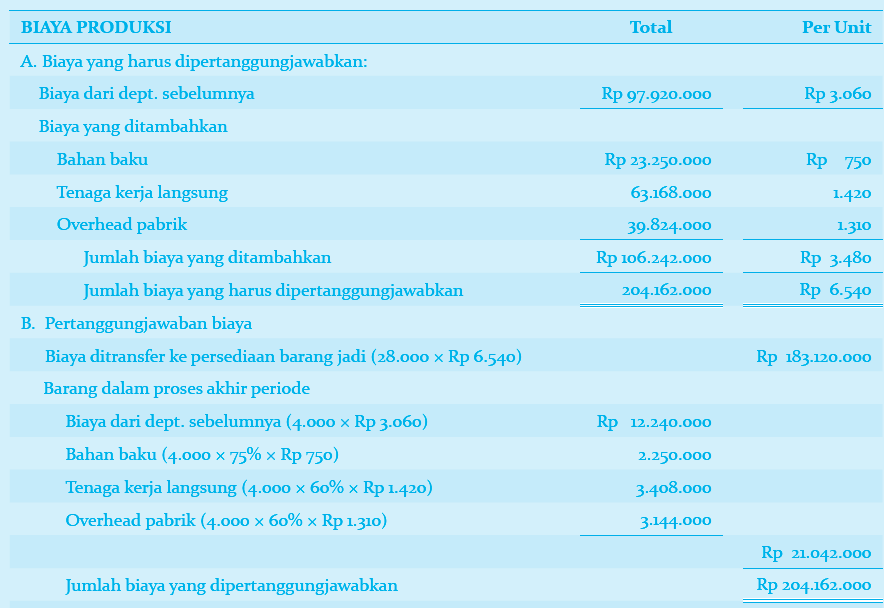 BIAYA PRODUKSI Total Per Unit
A. Biaya yang harus dipertanggungjawabkan:
Biaya dari dept. sebelumnya Rp 97.920.000 Rp 3.060
Biaya yang ditambahkan
Bahan baku Rp 23.250.000 Rp 750
Tenaga kerja langsung 63.168.000 1.420
Overhead pabrik 39.824.000 1.310
Jumlah biaya yang ditambahkan Rp 106.242.000 Rp 3.480
Jumlah biaya yang harus dipertanggungjawabkan 204.162.000 Rp 6.540
B. Pertanggungjawaban biaya
Biaya ditransfer ke persediaan barang jadi (28.000 × Rp 6.540) Rp 183.120.000
Barang dalam proses akhir periode
Biaya dari dept. sebelumnya (4.000 × Rp 3.060) Rp 12.240.000
Bahan baku (4.000 × 75% × Rp 750) 2.250.000
Tenaga kerja langsung (4.000 × 60% × Rp 1.420) 3.408.000
Overhead pabrik (4.000 × 60% × Rp 1.310) 3.144.000
Rp 21.042.000
Jumlah biaya yang dipertanggungjawabkan Rp 204.162.000